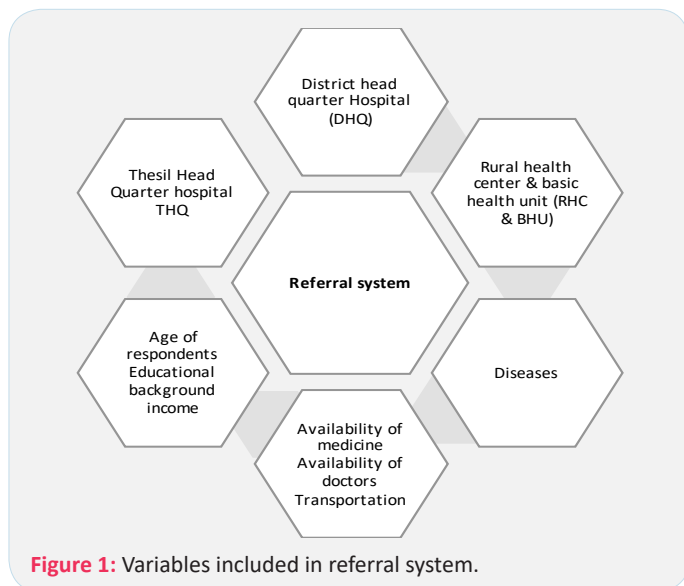 District head
quarter Hospital
(DHQ)
Rural health
center & basic
health unit (RHC
& BHU)
Diseases
Availability of
medicine
Availability of
doctors
Transportation
Age of
respondents
Educational
background
income
Thesil Head
Quarter hospital
THQ
Referral system
Figure 1: Variables included in referral system.